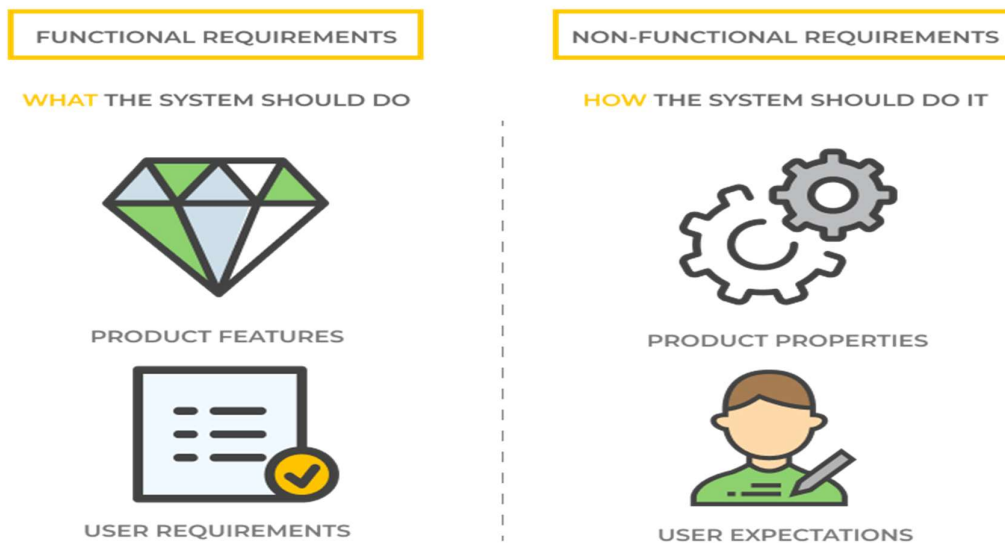 FUNCTIONAL REQUIREMENTS
WHAT THE SYSTEM SHOULD DO
PRODUCT FEATURES
USER REQUIREMENTS
NON-FUNCTIONAL REQUIREMENTS
HOW THE SYSTEM SHOULD DO IT
PRODUCT PROPERTIES
USER EXPECTATIONS